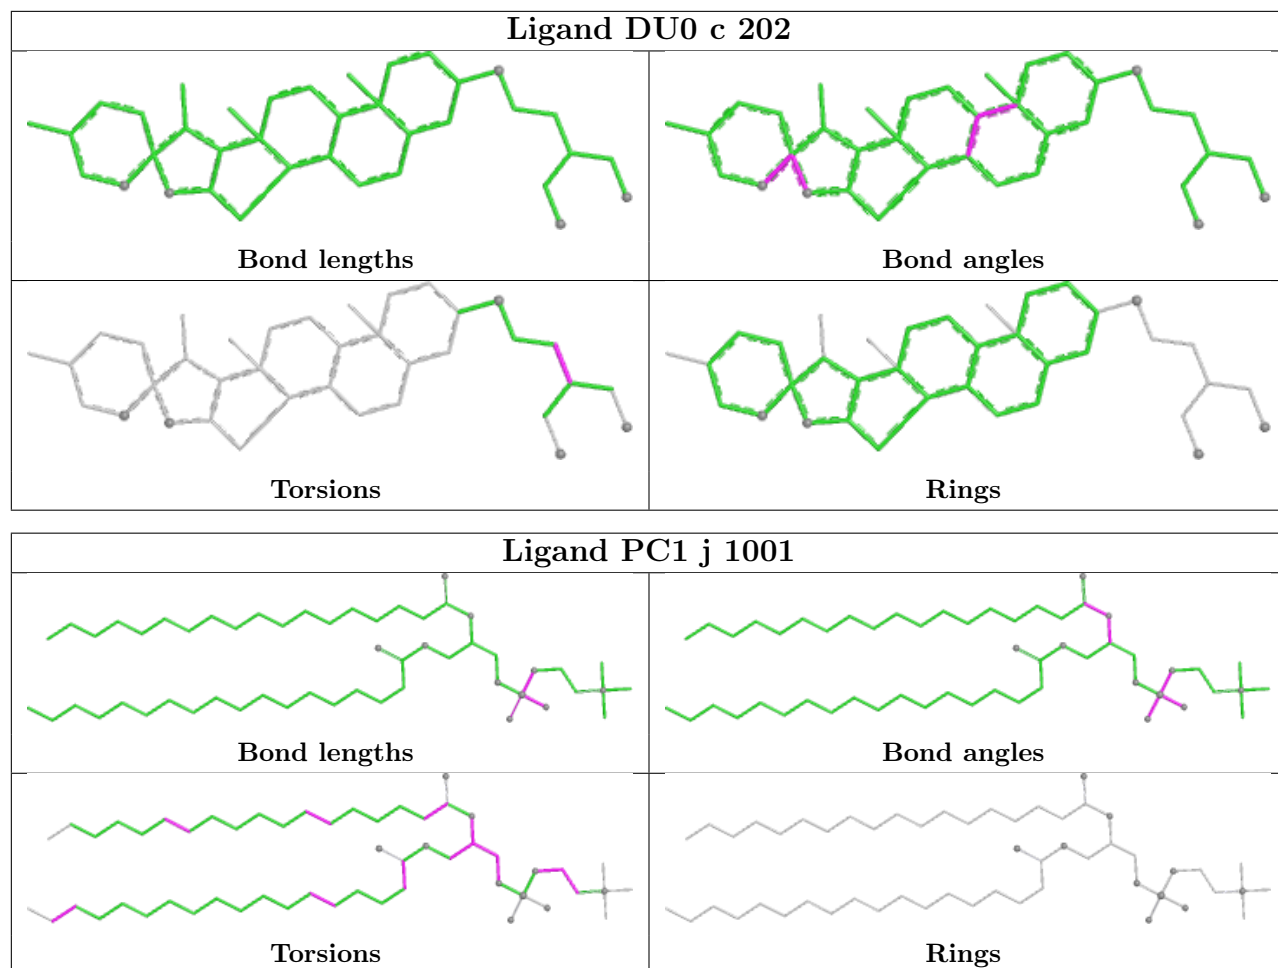 Ligand DU0 c 202
Bond lengths
Bond angles
Torsions
Rings
Ligand PC1 j 1001
Bond lengths
Bond angles
Torsions
Rings